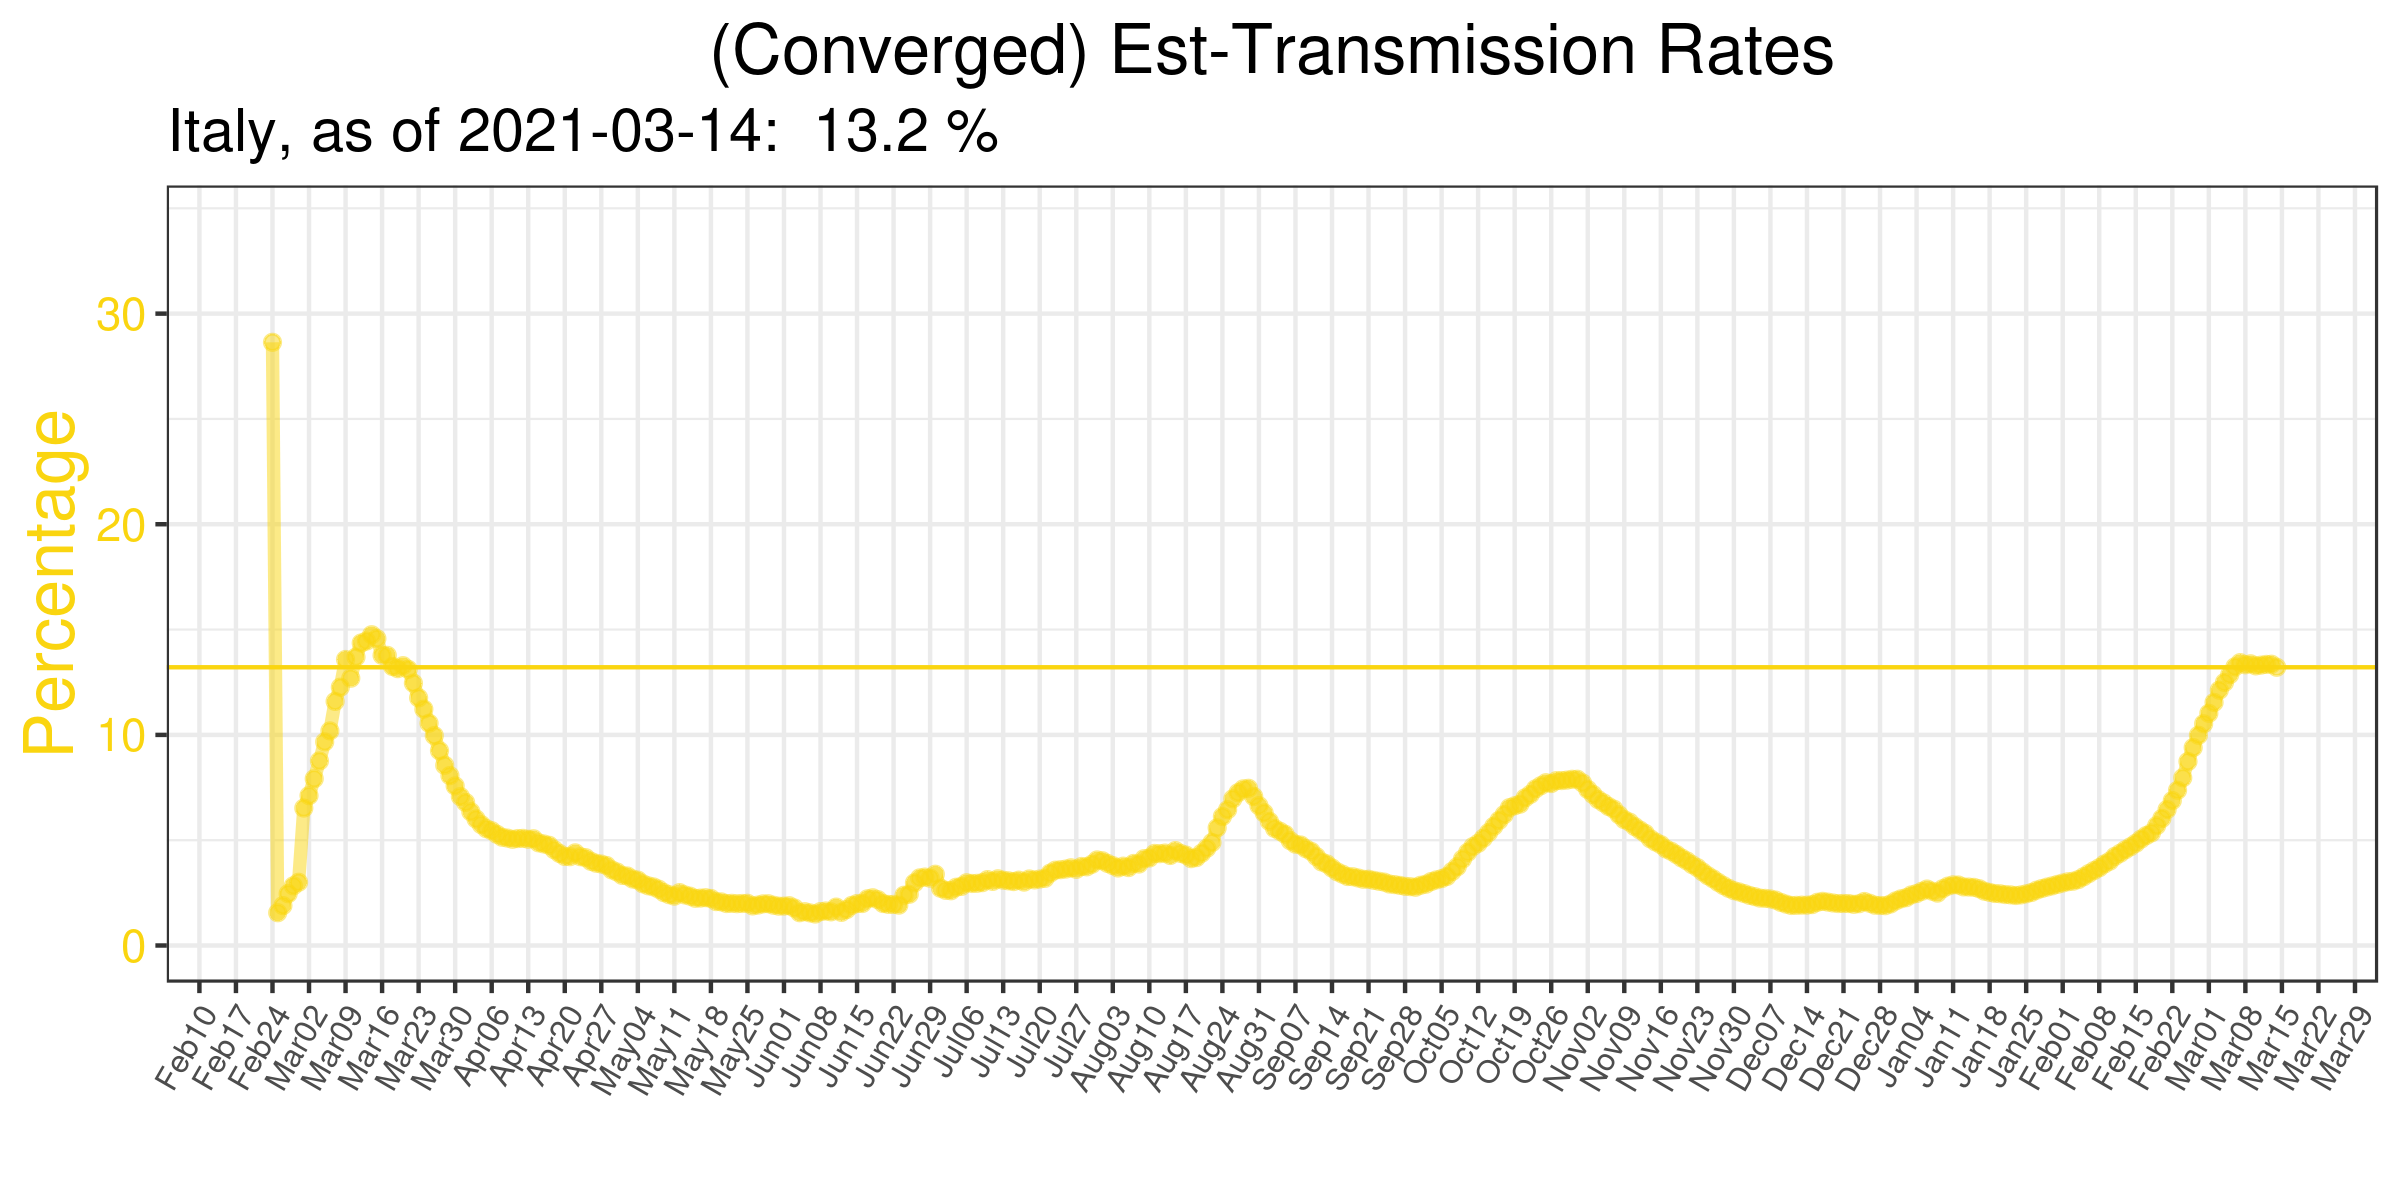 (Converged) Est-Transmission Rates
Italy, as of 2021-03-14:  13.2 %
Percentage
30
20
10
0
Feb10
Feb17
Feb24
Mar02
Mar09
Mar16
Mar23
Mar30
Apr06
Apr13
Apr20
Apr27
May04
May11
May18
May25
Jun01
Jun08
Jun15
Jun22
Jun29
Jul06
Jul13
Jul20
Jul27
Aug03
Aug10
Aug17
Aug24
Aug31
Sep07
Sep14
Sep21
Sep28
Oct05
Oct12
Oct19
Oct26
Nov02
Nov09
Nov16
Nov23
Nov30
Dec07
Dec14
Dec21
Dec28
Jan04
Jan11
Jan18
Jan25
Feb01
Feb08
Feb15
Feb22
Mar01
Mar08
Mar15
Mar22
Mar29